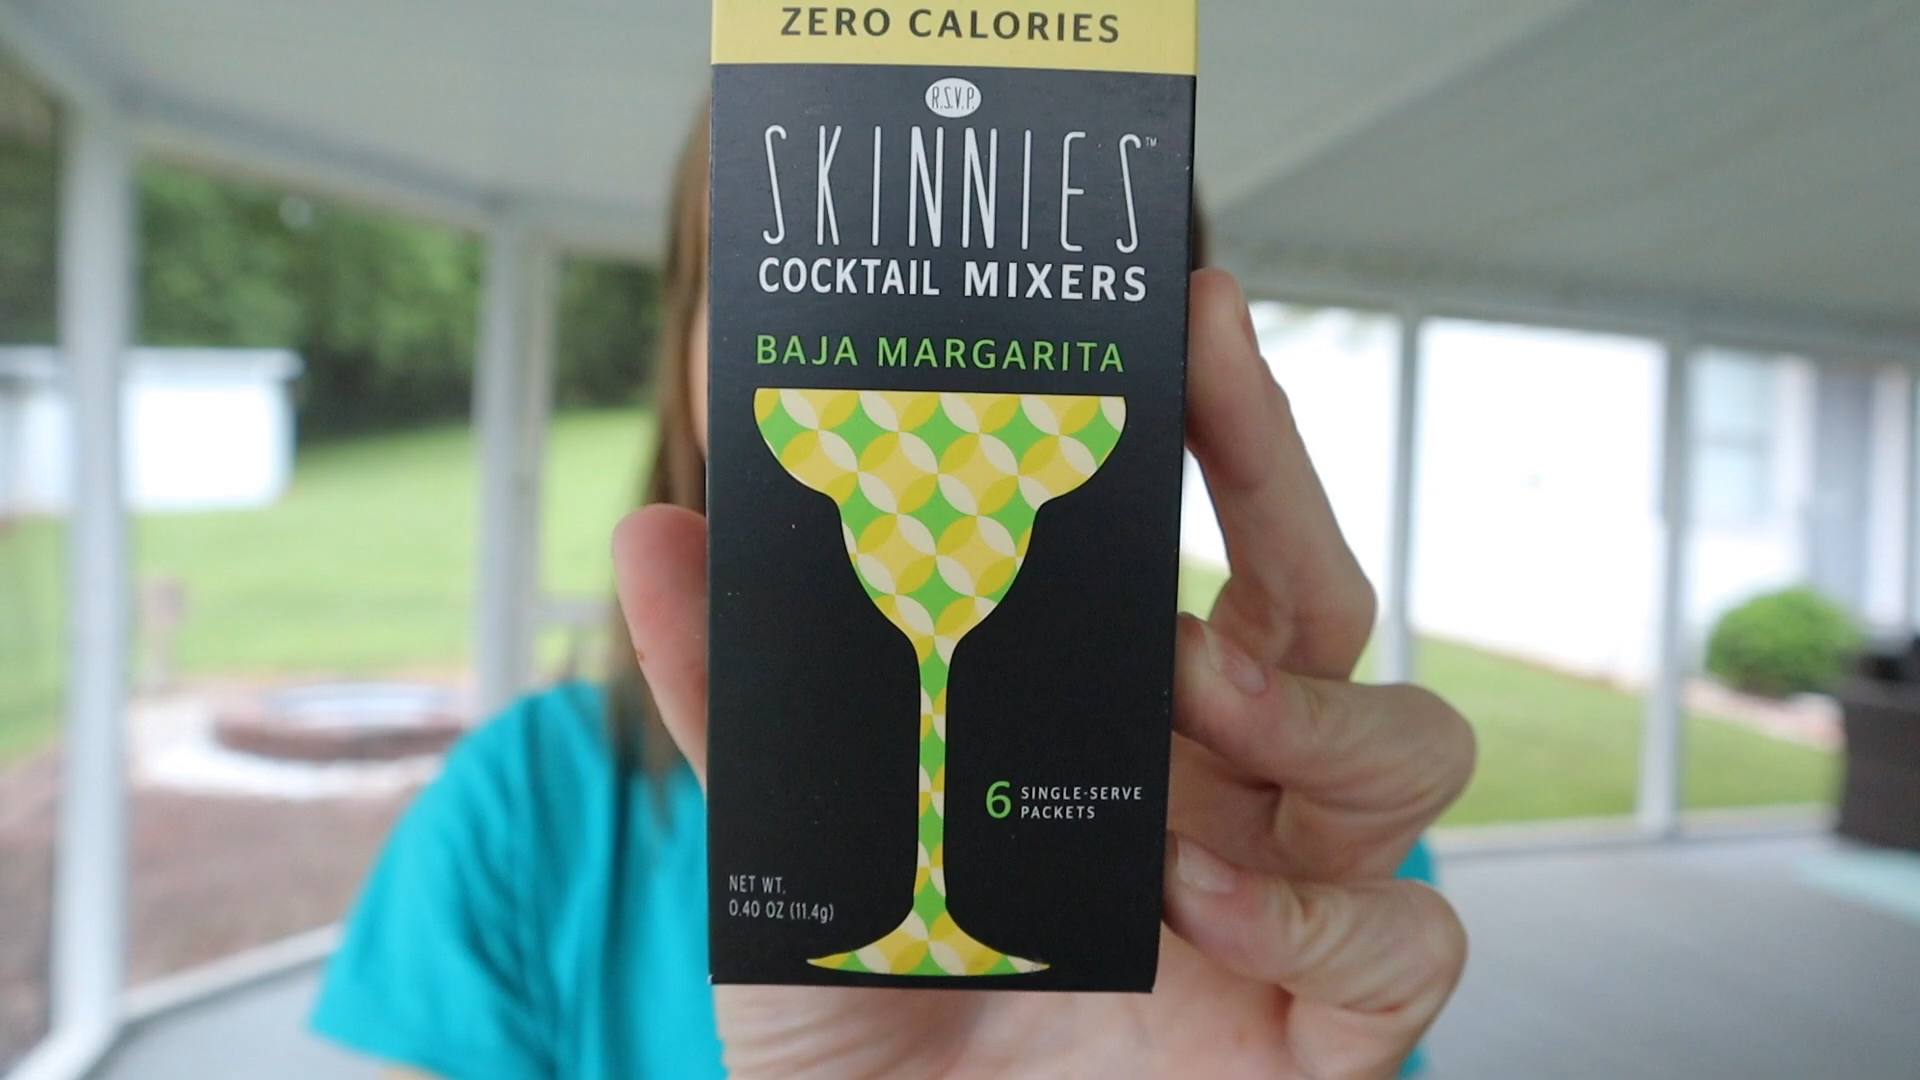 ZERO CALORIES
R.S.V.P.
SKINNIES™
COCKTAIL MIXERS
BAJA MARGARITA
6 SINGLE-SERVE
PACKETS
NET WT.
0.40 OZ (11.4g)